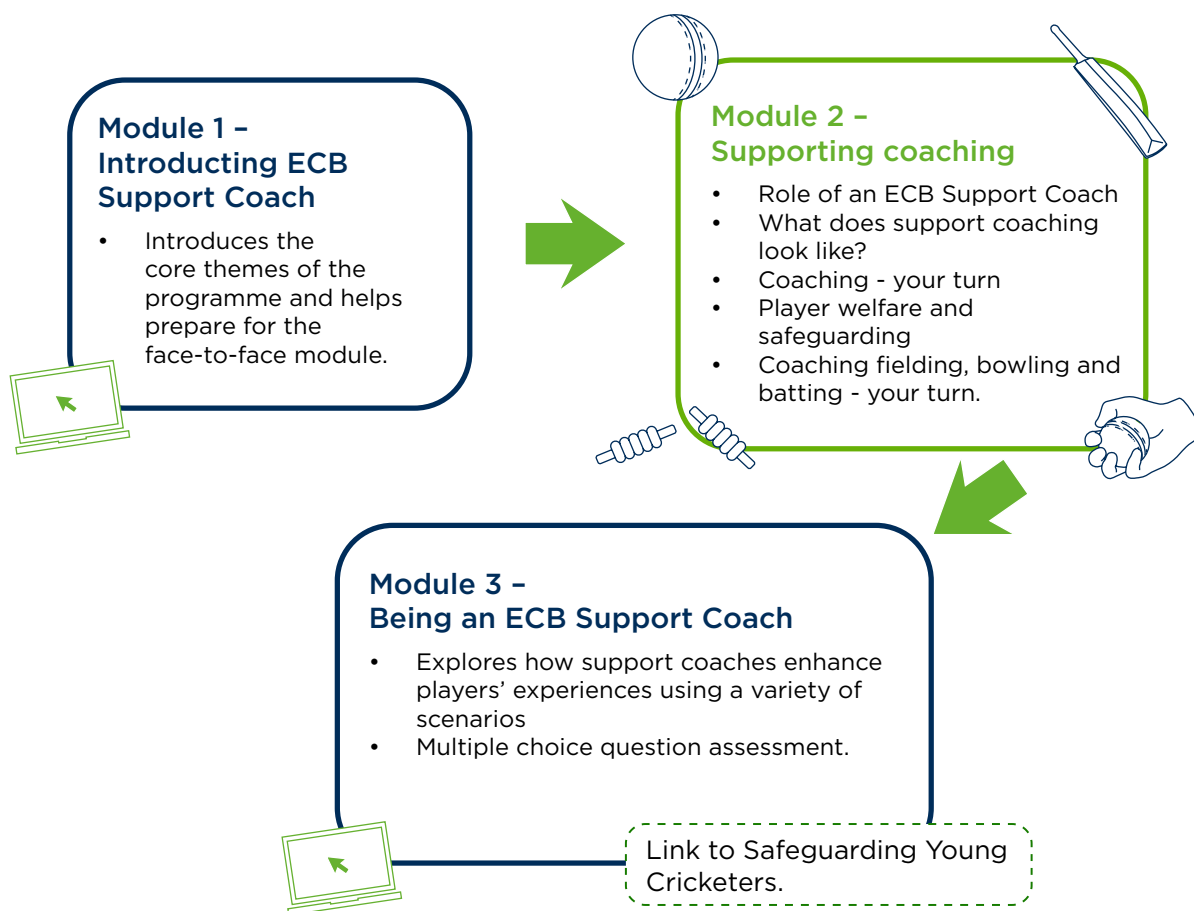 Module 1 –
Introducting ECB
Support Coach
• Introduces the
core themes of the
programme and helps
prepare for the
face-to-face module.
Module 2 –
Supporting coaching
• Role of an ECB Support Coach
• What does support coaching
look like?
• Coaching - your turn
• Player welfare and
safeguarding
• Coaching fielding, bowling and
batting - your turn.
Module 3 –
Being an ECB Support Coach
• Explores how support coaches enhance
players’ experiences using a variety of
scenarios
• Multiple choice question assessment.
Link to Safeguarding Young
Cricketers.